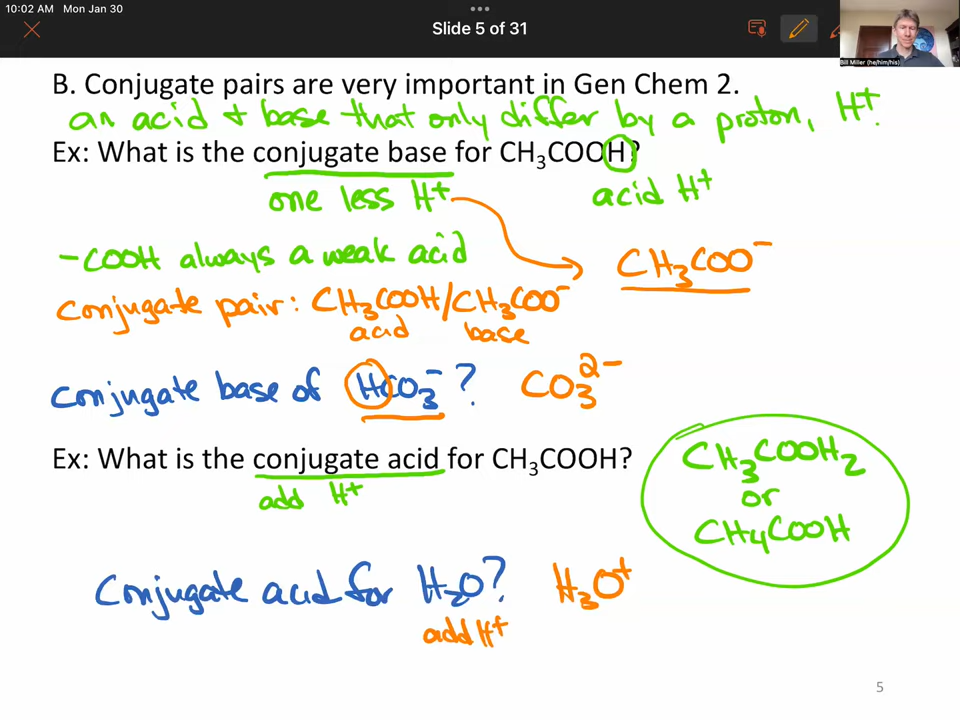 10:02 AM Mon Jan 30
Slide 5 of 31
Bill Miller (he/him/his)
B. Conjugate pairs are very important in Gen Chem 2.
an acid + base that only differ by a proton, H⁺.
Ex: What is the conjugate base for CH₃COOH?
one less H⁺
acid H⁺
-COOH always a weak acid
CH₃COO⁻
Conjugate pair: CH₃COOH/CH₃COO⁻
acid base
Conjugate base of HCO₃⁻? CO₃²⁻
Ex: What is the conjugate acid for CH₃COOH?
add H⁺
CH₃COOH₂
or
CH₄COOH
Conjugate acid for H₂O? H₃O⁺
add H⁺
5